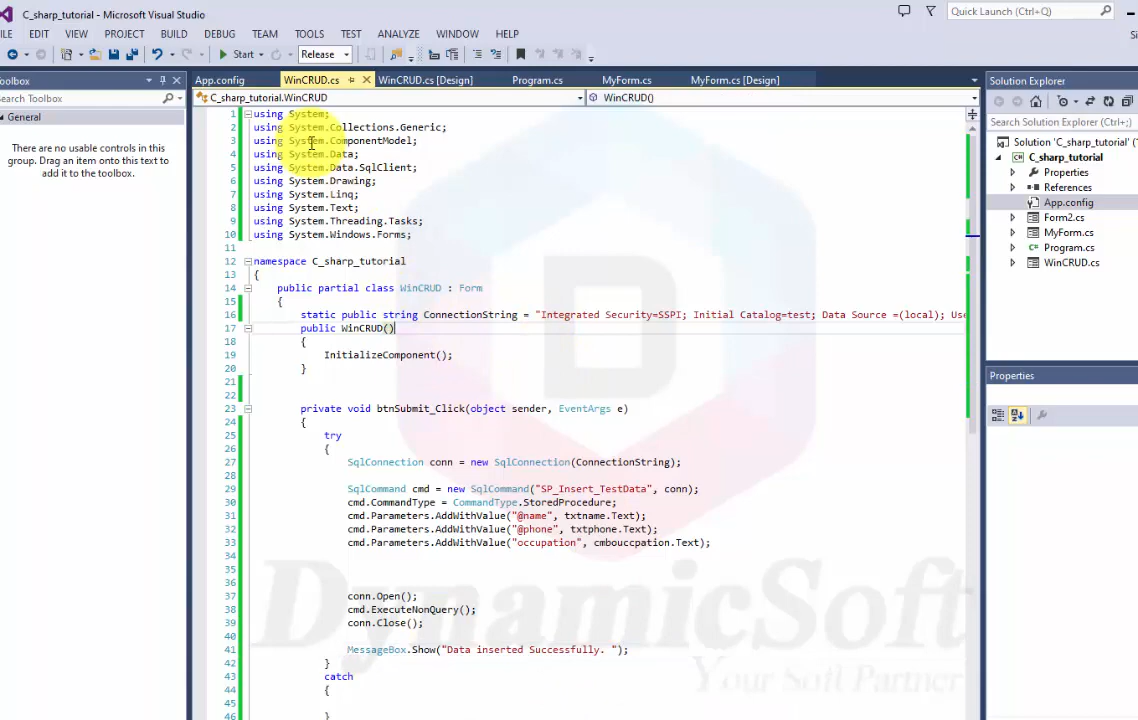 C_sharp_tutorial - Microsoft Visual Studio
Quick Launch (Ctrl+Q)
ILE EDIT VIEW PROJECT BUILD DEBUG TEAM TOOLS TEST ANALYZE WINDOW HELP
Si
Start Release
Toolbox
App.config WinCRUD.cs WinCRUD.cs [Design] Program.cs MyForm.cs MyForm.cs [Design]
Solution Explorer
Search Toolbox
C_sharp_tutorial.WinCRUD WinCRUD()
General
There are no usable controls in this
group. Drag an item onto this text to
add it to the toolbox.
1 using System;
2 using System.Collections.Generic;
3 using System.ComponentModel;
4 using System.Data;
5 using System.Data.SqlClient;
6 using System.Drawing;
7 using System.Linq;
8 using System.Text;
9 using System.Threading.Tasks;
10 using System.Windows.Forms;
11
12 namespace C_sharp_tutorial
13 {
14 public partial class WinCRUD : Form
15 {
16 static public string ConnectionString = "Integrated Security=SSPI; Initial Catalog=test; Data Source =(local); Use
17 public WinCRUD()
18 {
19 InitializeComponent();
20 }
21
22
23 private void btnSubmit_Click(object sender, EventArgs e)
24 {
25 try
26 {
27 SqlConnection conn = new SqlConnection(ConnectionString);
28
29 SqlCommand cmd = new SqlCommand("SP_Insert_TestData", conn);
30 cmd.CommandType = CommandType.StoredProcedure;
31 cmd.Parameters.AddWithValue("@name", txtname.Text);
32 cmd.Parameters.AddWithValue("@phone", txtphone.Text);
33 cmd.Parameters.AddWithValue("occupation", cmbouccpation.Text);
34
35
36
37 conn.Open();
38 cmd.ExecuteNonQuery();
39 conn.Close();
40
41 MessageBox.Show("Data inserted Successfully. ");
42 }
43 catch
44 {
45
46 }
Search Solution Explorer (Ctrl+;)
Solution 'C_sharp_tutorial' (
C_sharp_tutorial
Properties
References
App.config
Form2.cs
MyForm.cs
Program.cs
WinCRUD.cs
Properties
DynamicSoft
Your Soft Partner